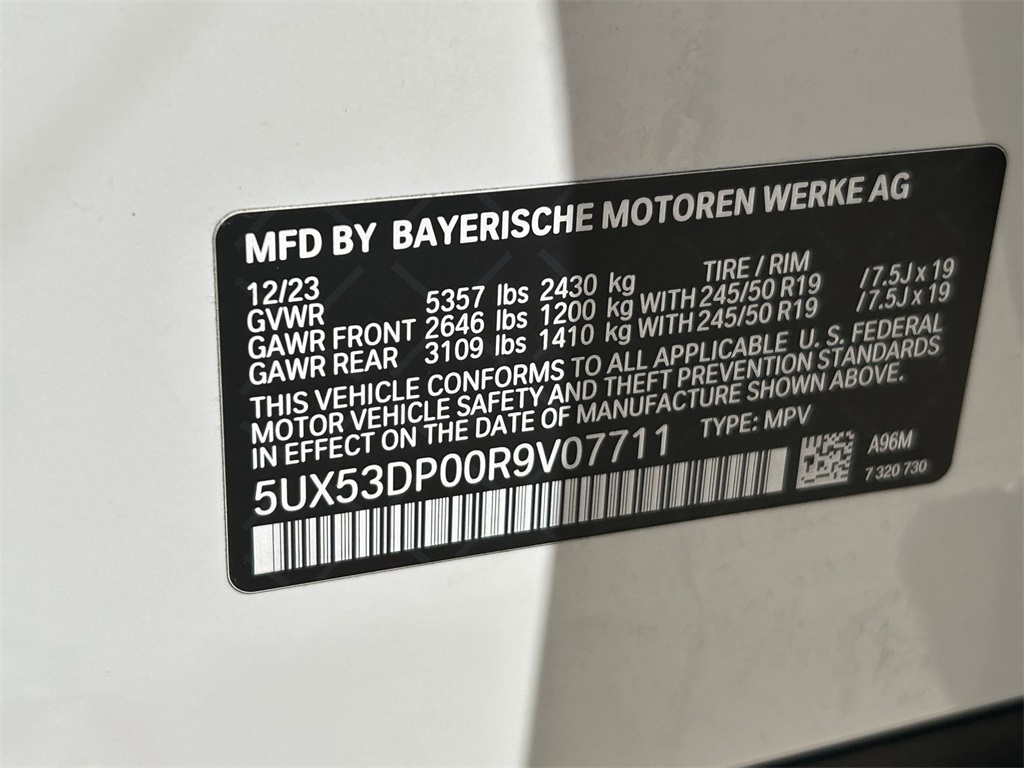 MFD BY BAYERISCHE MOTOREN WERKE AG
12/23 TIRE / RIM
GVWR 5357 lbs 2430 kg
GAWR FRONT 2646 lbs 1200 kg WITH 245/50 R19 /7.5J x 19
GAWR REAR 3109 lbs 1410 kg WITH 245/50 R19 /7.5J x 19
THIS VEHICLE CONFORMS TO ALL APPLICABLE U. S. FEDERAL
MOTOR VEHICLE SAFETY AND THEFT PREVENTION STANDARDS
IN EFFECT ON THE DATE OF MANUFACTURE SHOWN ABOVE.
5UX53DP00R9V07711 TYPE: MPV
A96M
7 320 730